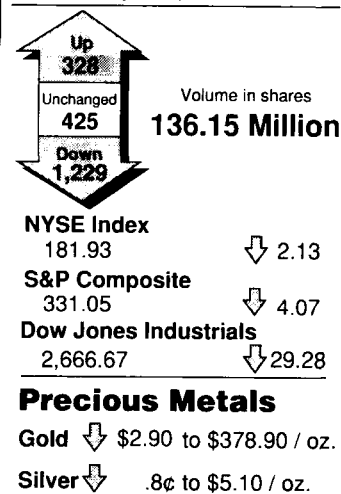 Up
328
Unchanged
425
Down
1,229
Volume in shares
136.15 Million
NYSE Index
181.93 2.13
S&P Composite
331.05 4.07
Dow Jones Industrials
2,666.67 29.28
Precious Metals
Gold $2.90 to $378.90 / oz.
Silver .8¢ to $5.10 / oz.